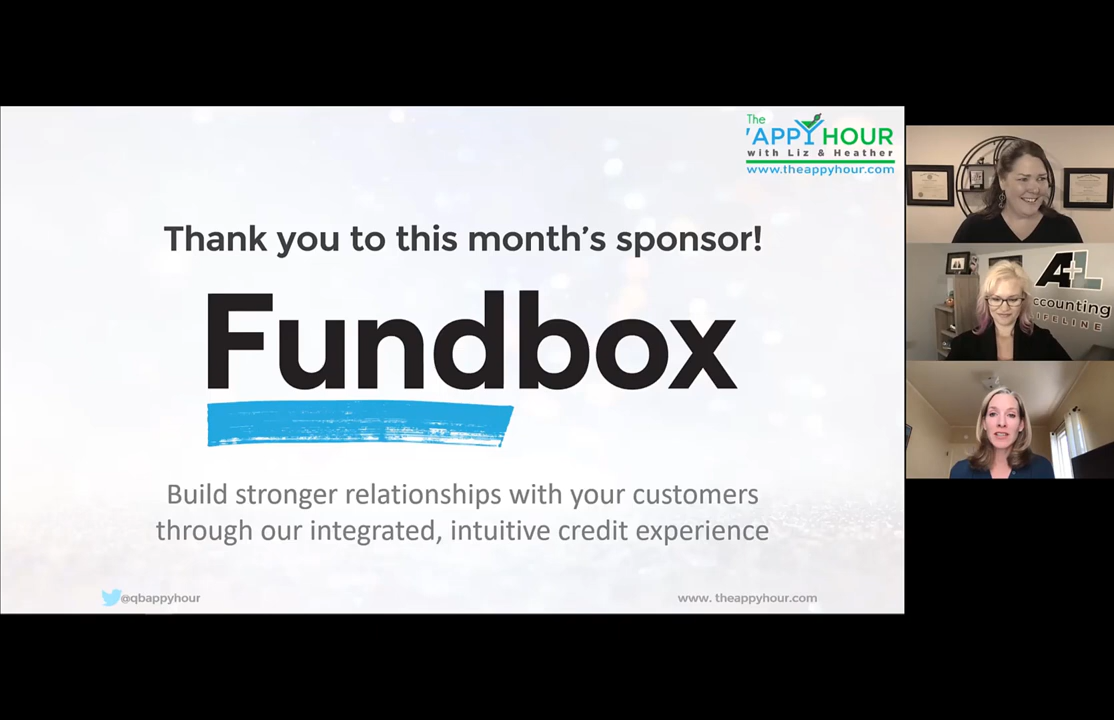 The
'APPY HOUR
with Liz & Heather
www.theappyhour.com
Thank you to this month's sponsor!
Fundbox
Build stronger relationships with your customers
through our integrated, intuitive credit experience
@qbappyhour
www. theappyhour.com
A+L
ccounting
IFELINE